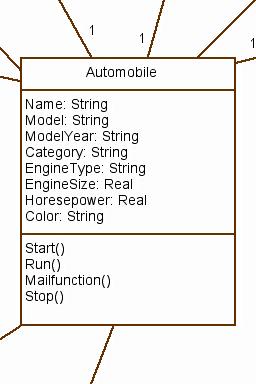 1
1
1
Automobile
Name: String
Model: String
ModelYear: String
Category: String
EngineType: String
EngineSize: Real
Horesepower: Real
Color: String
Start()
Run()
Mailfunction()
Stop()